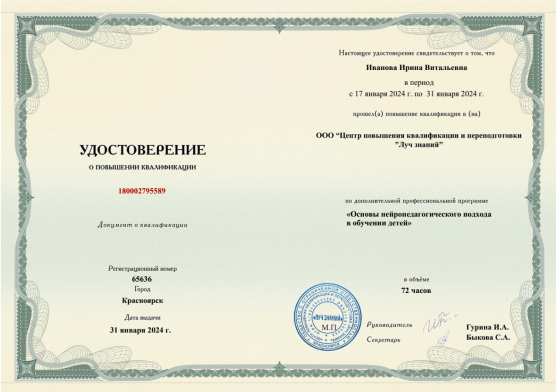 УДОСТОВЕРЕНИЕ
О ПОВЫШЕНИИ КВАЛИФИКАЦИИ
180002795589
Документ о квалификации
Регистрационный номер
65636
Город
Красноярск
Дата выдачи
31 января 2024 г.
Настоящее удостоверение свидетельствует о том, что
Иванова Ирина Витальевна
в период
с 17 января 2024 г. по 31 января 2024 г.
прошел(а) повышение квалификации в (на)
ООО “Центр повышения квалификации и переподготовки
”Луч знаний”
по дополнительной профессиональной программе
«Основы нейропедагогического подхода
в обучении детей»
в объёме
72 часов
«ЛУЧ ЗНАНИЙ»
М.П.
Руководитель
Гурина И.А.
Секретарь
Быкова С.А.